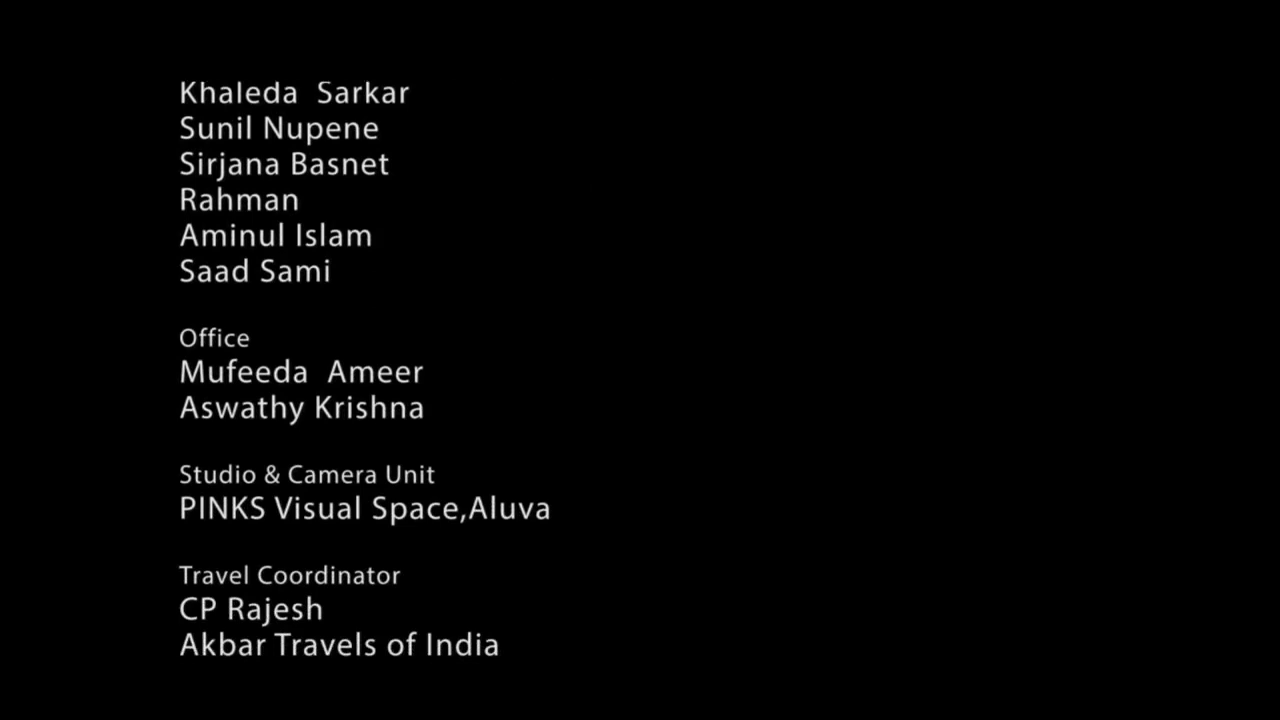 Khaleda  Sarkar
Sunil Nupene
Sirjana Basnet
Rahman
Aminul Islam
Saad Sami
Office
Mufeeda  Ameer
Aswathy Krishna
Studio & Camera Unit
PINKS Visual Space,Aluva
Travel Coordinator
CP Rajesh
Akbar Travels of India